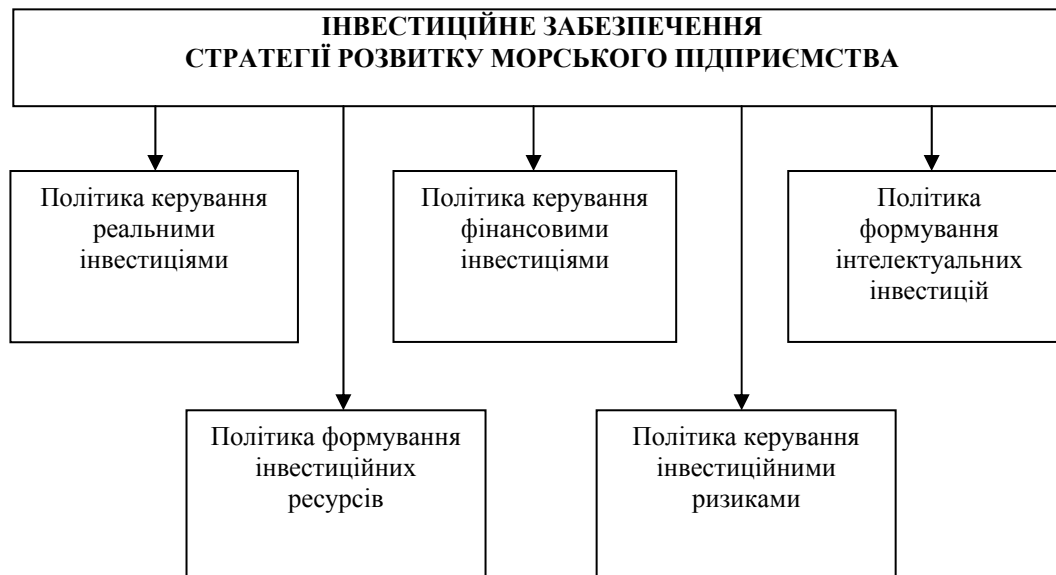 ІНВЕСТИЦІЙНЕ ЗАБЕЗПЕЧЕННЯ
СТРАТЕГІЇ РОЗВИТКУ МОРСЬКОГО ПІДПРИЄМСТВА
Політика керування
реальними
інвестиціями
Політика керування
фінансовими
інвестиціями
Політика
формування
інтелектуальних
інвестицій
Політика формування
інвестиційних
ресурсів
Політика керування
інвестиційними
ризиками